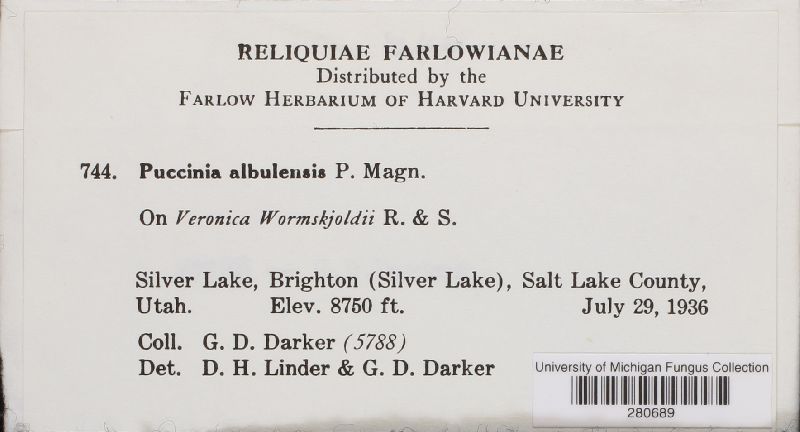 RELIQUIAE FARLOWIANAE
Distributed by the
FARLOW HERBARIUM OF HARVARD UNIVERSITY
744. Puccinia albulensis P. Magn.
On Veronica Wormskjoldii R. & S.
Silver Lake, Brighton (Silver Lake), Salt Lake County,
Utah. Elev. 8750 ft. July 29, 1936
Coll. G. D. Darker (5788)
Det. D. H. Linder & G. D. Darker
University of Michigan Fungus Collection
280689